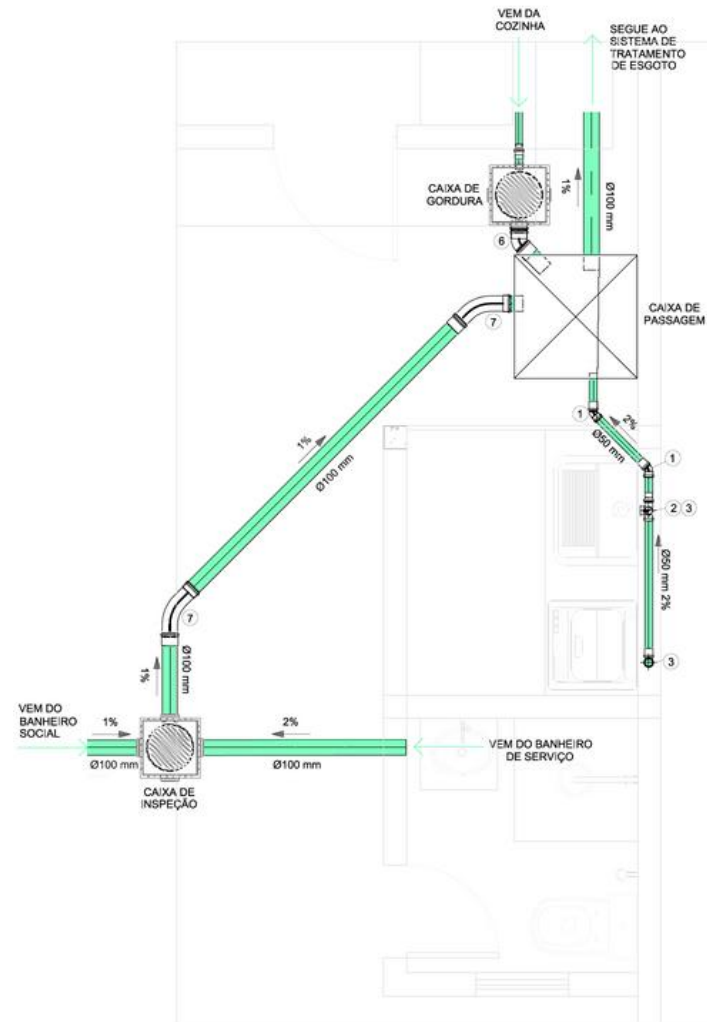 VEM DA
COZINHA
SEGUE AO
SISTEMA DE
TRATAMENTO
DE ESGOTO
CAIXA DE
GORDURA
1%
Ø100 mm
6
7
CAIXA DE
PASSAGEM
1%
Ø100 mm
1
2%
Ø50 mm
1
2 3
Ø50 mm 2%
3
7
1%
Ø100 mm
VEM DO
BANHEIRO
SOCIAL
1%
Ø100 mm
2%
Ø100 mm
VEM DO BANHEIRO
DE SERVIÇO
CAIXA DE
INSPEÇÃO